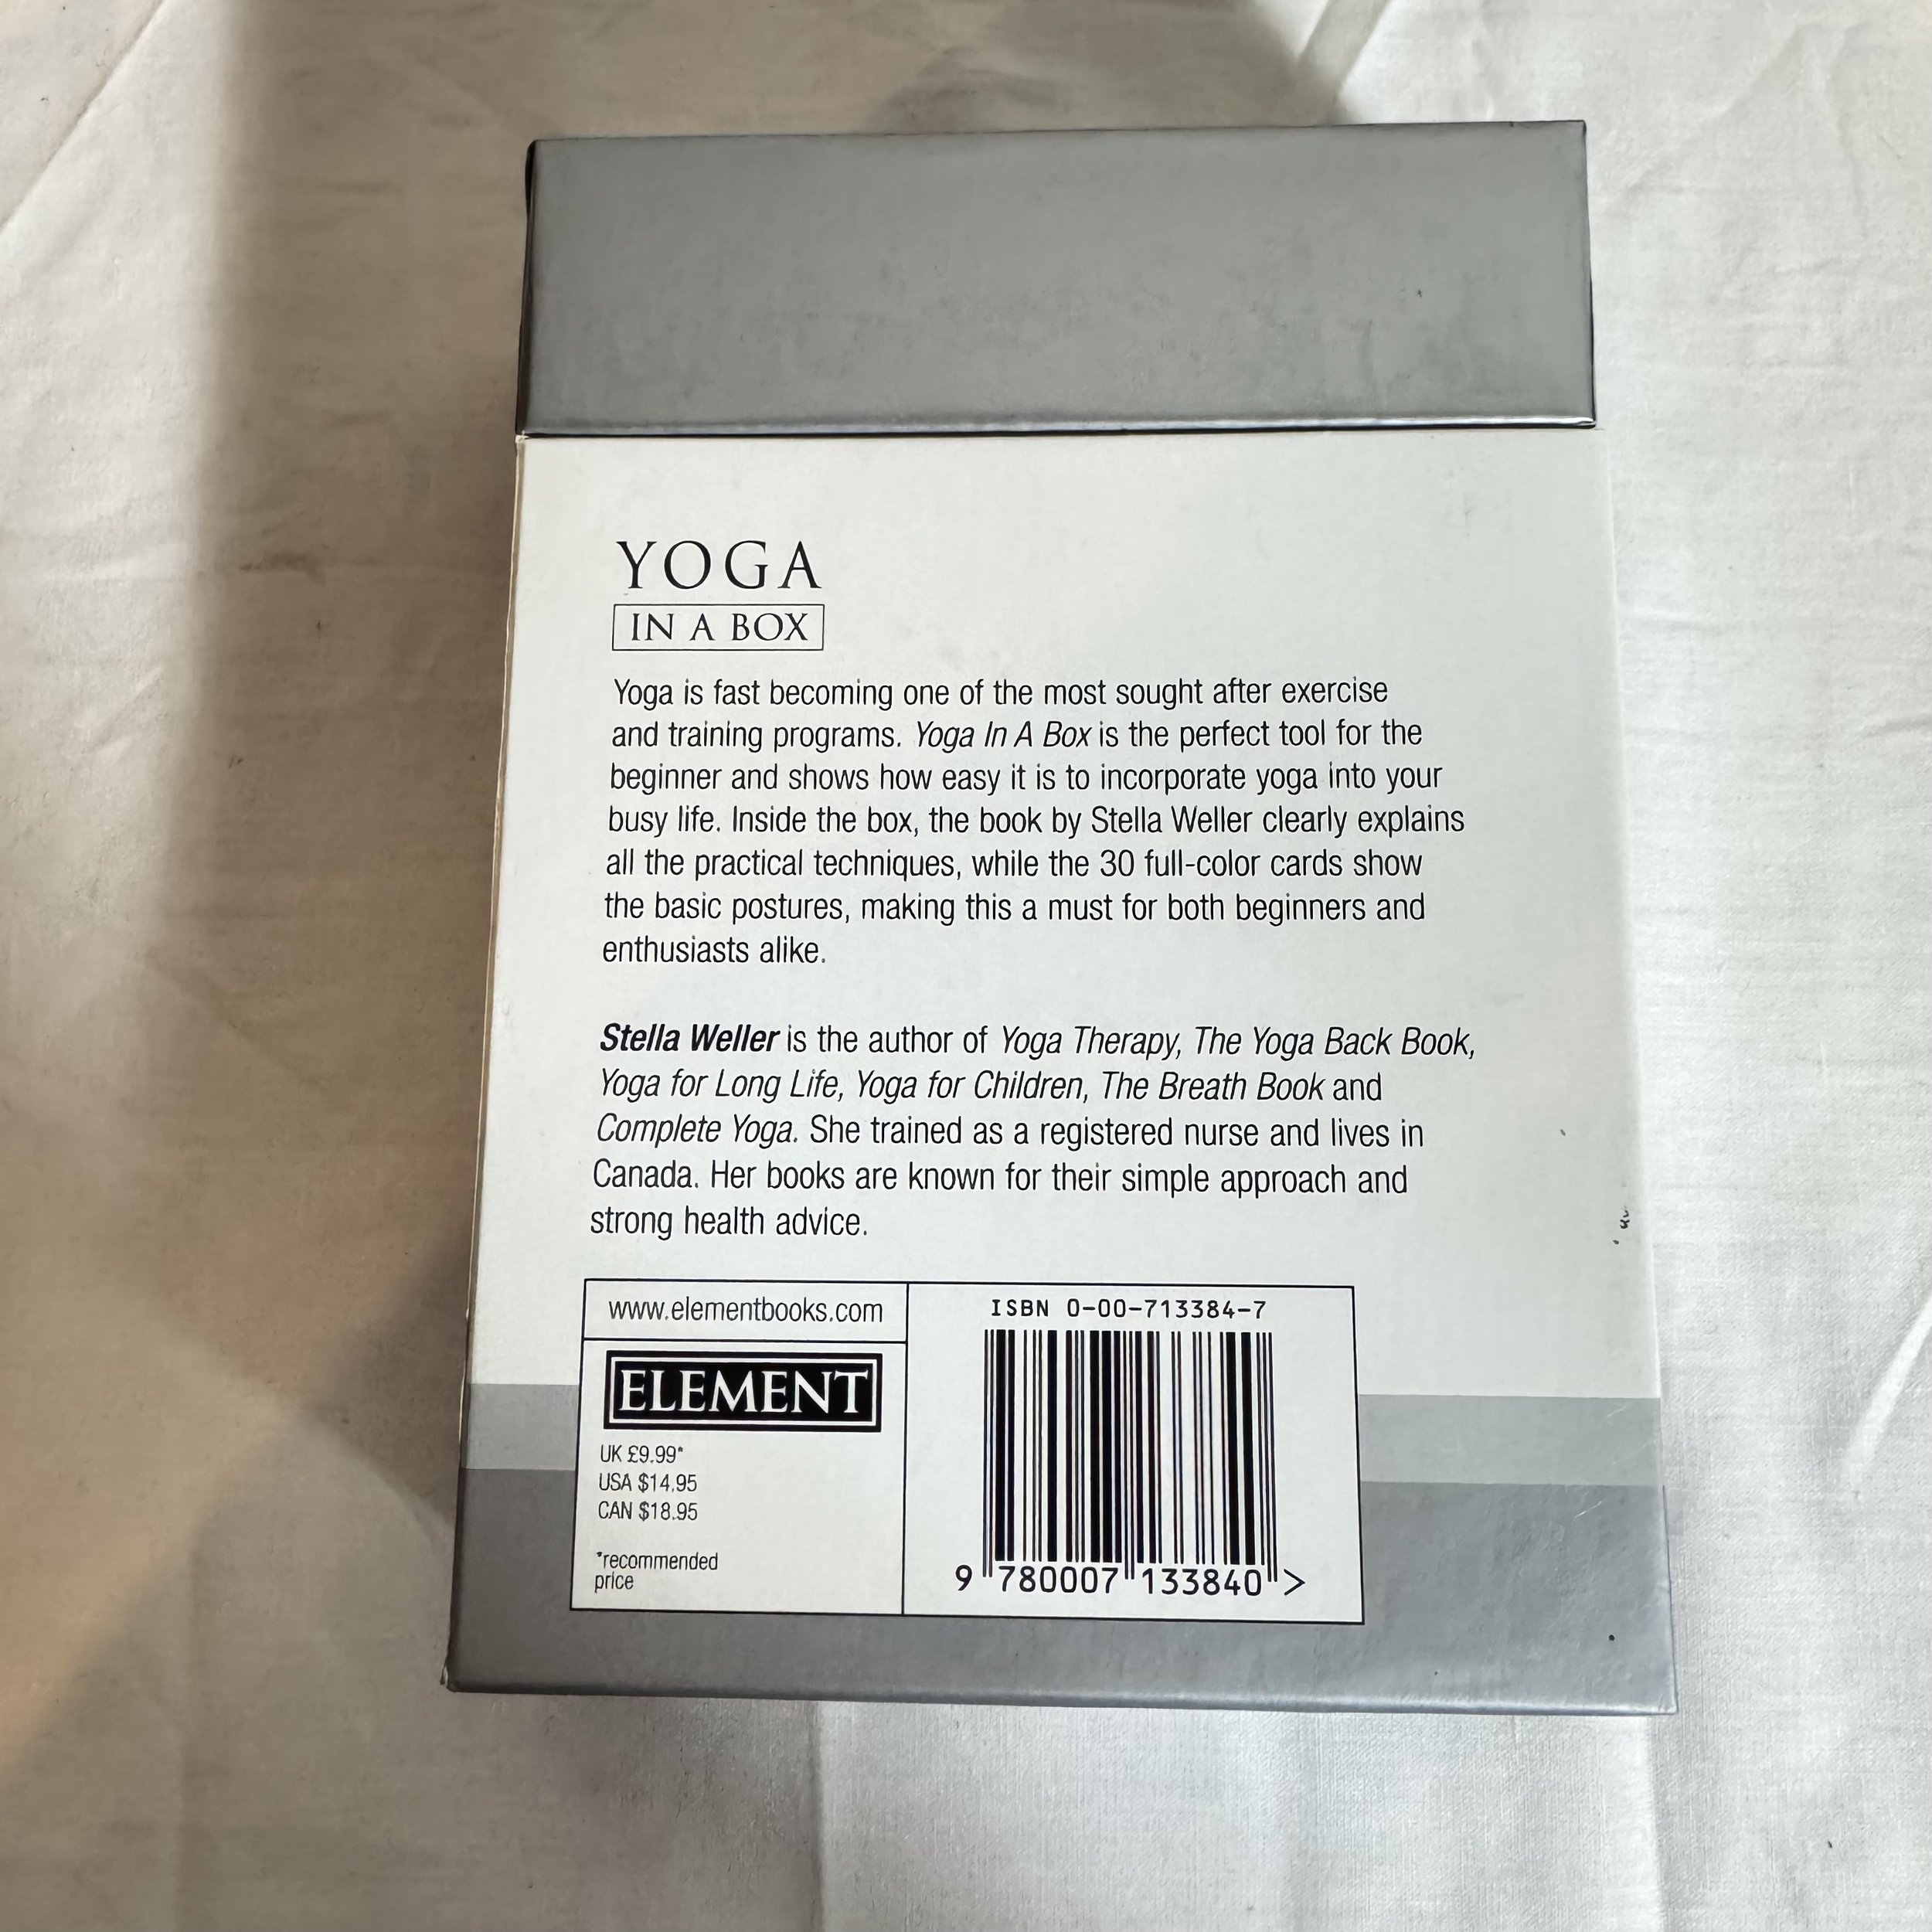 YOGA
IN A BOX
Yoga is fast becoming one of the most sought after exercise
and training programs. Yoga In A Box is the perfect tool for the
beginner and shows how easy it is to incorporate yoga into your
busy life. Inside the box, the book by Stella Weller clearly explains
all the practical techniques, while the 30 full-color cards show
the basic postures, making this a must for both beginners and
enthusiasts alike.
Stella Weller is the author of Yoga Therapy, The Yoga Back Book,
Yoga for Long Life, Yoga for Children, The Breath Book and
Complete Yoga. She trained as a registered nurse and lives in
Canada. Her books are known for their simple approach and
strong health advice.
www.elementbooks.com
ELEMENT
UK £9.99*
USA $14.95
CAN $18.95
*recommended
price
ISBN 0-00-713384-7
9 780007 133840 >